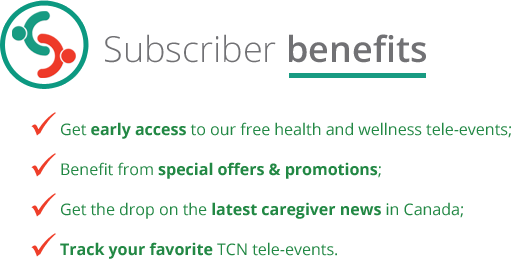 Subscriber benefits
Get early access to our free health and wellness tele-events;
Benefit from special offers & promotions;
Get the drop on the latest caregiver news in Canada;
Track your favorite TCN tele-events.